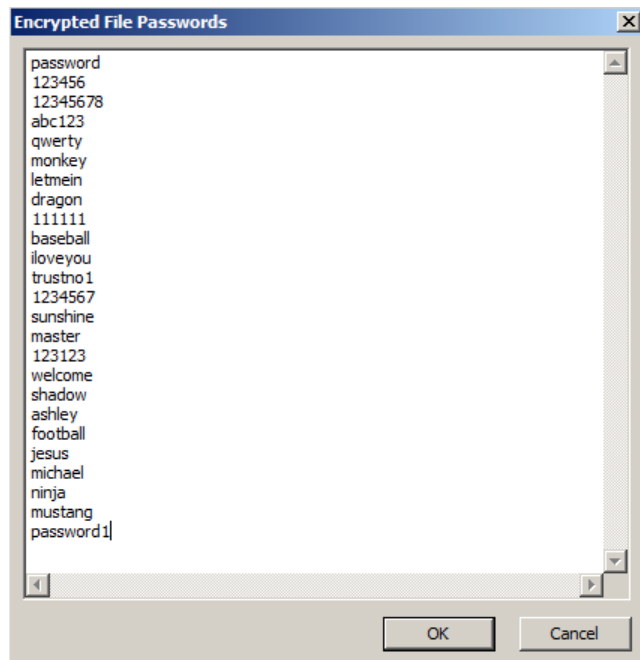 Encrypted File Passwords
password
123456
12345678
abc123
qwerty
monkey
letmein
dragon
111111
baseball
iloveyou
trustno1
1234567
sunshine
master
123123
welcome
shadow
ashley
football
jesus
michael
ninja
mustang
password1
OK Cancel